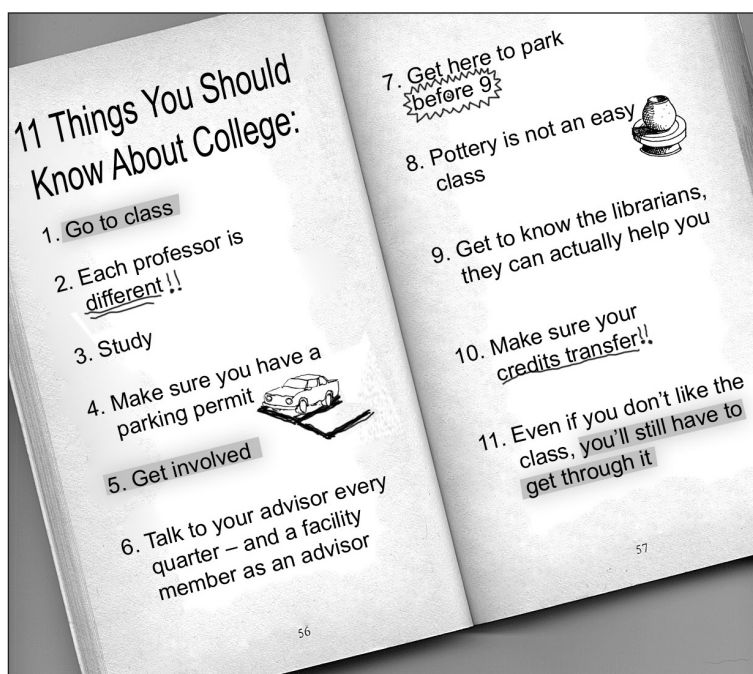 11 Things You Should
Know About College:
1. Go to class
2. Each professor is
different!!
3. Study
4. Make sure you have a
parking permit
5. Get involved
6. Talk to your advisor every
quarter – and a facility
member as an advisor
56
7. Get here to park
before 9
8. Pottery is not an easy
class
9. Get to know the librarians,
they can actually help you
10. Make sure your
credits transfer!!
11. Even if you don't like the
class, you'll still have to
get through it
57